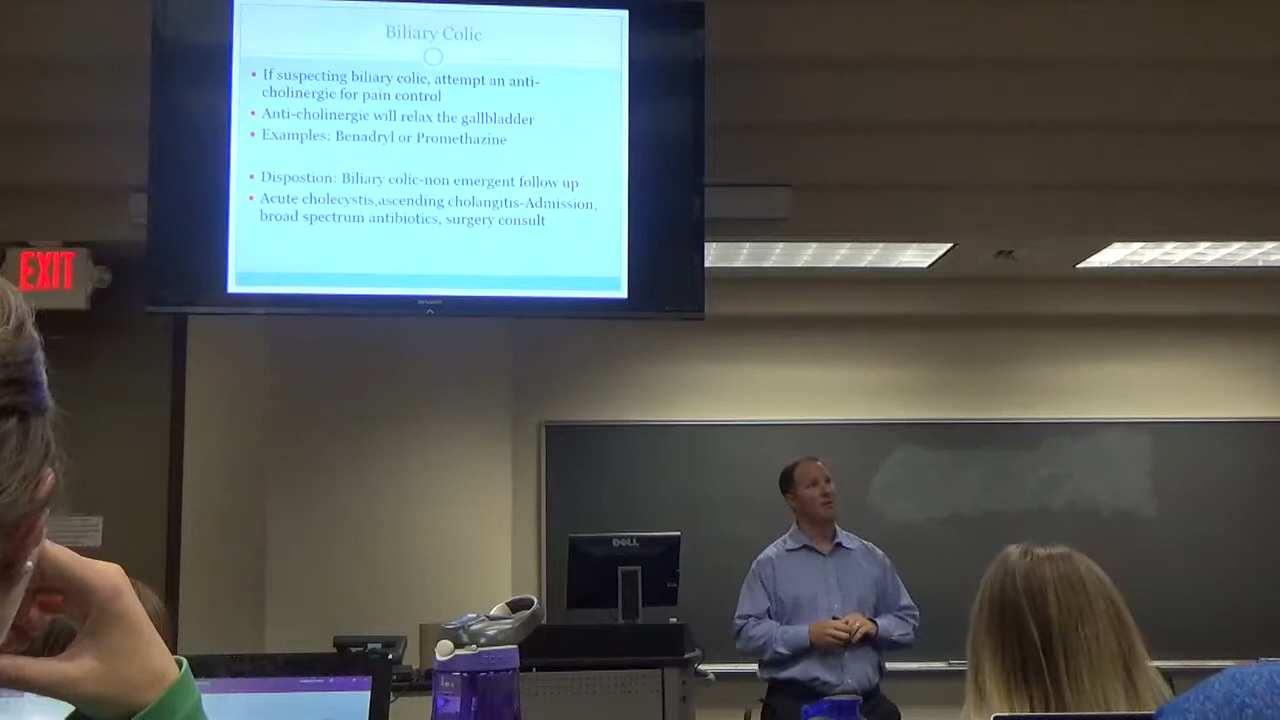 Biliary Colic
• If suspecting biliary colic, attempt an anti-
cholinergic for pain control
• Anti-cholinergic will relax the gallbladder
• Examples: Benadryl or Promethazine
• Dispostion: Biliary colic-non emergent follow up
• Acute cholecystis,ascending cholangitis-Admission,
broad spectrum antibiotics, surgery consult
SHARP
EXIT
DELL